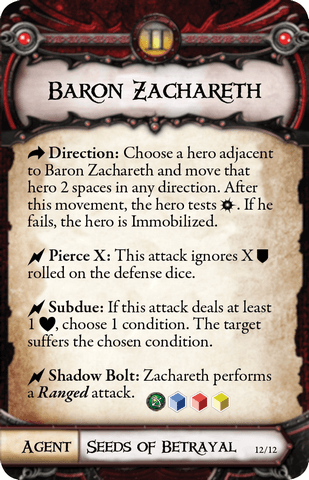 II
BARON ZACHARETH
Direction: Choose a hero adjacent
to Baron Zachareth and move that
hero 2 spaces in any direction. After
this movement, the hero tests . If he
fails, the hero is Immobilized.
Pierce X: This attack ignores X
rolled on the defense dice.
Subdue: If this attack deals at least
1 , choose 1 condition. The target
suffers the chosen condition.
Shadow Bolt: Zachareth performs
a Ranged attack.
AGENT SEEDS OF BETRAYAL 12/12